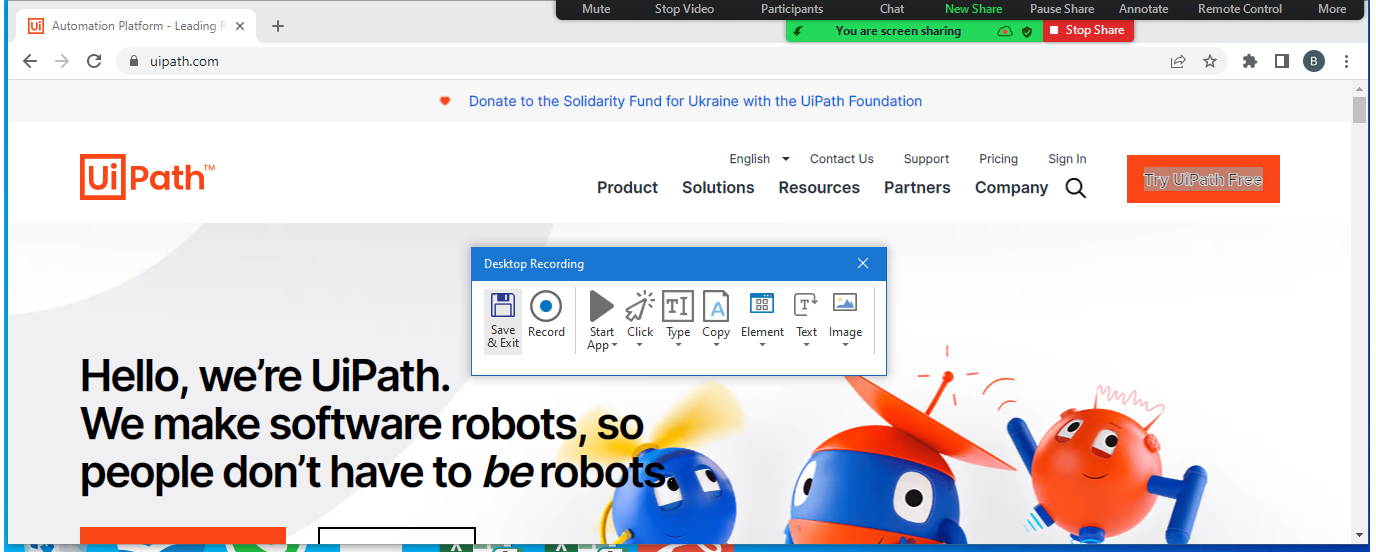 Mute Stop Video Participants Chat New Share Pause Share Annotate Remote Control More
Ui Automation Platform - Leading R
You are screen sharing Stop Share
uipath.com B
Donate to the Solidarity Fund for Ukraine with the UiPath Foundation
English Contact Us Support Pricing Sign In
UiPath™
Product Solutions Resources Partners Company
Try UiPath Free
Desktop Recording
Save & Exit Record Start App Click Type Copy Element Text Image
Hello, we're UiPath.
We make software robots, so
people don't have to be robots.